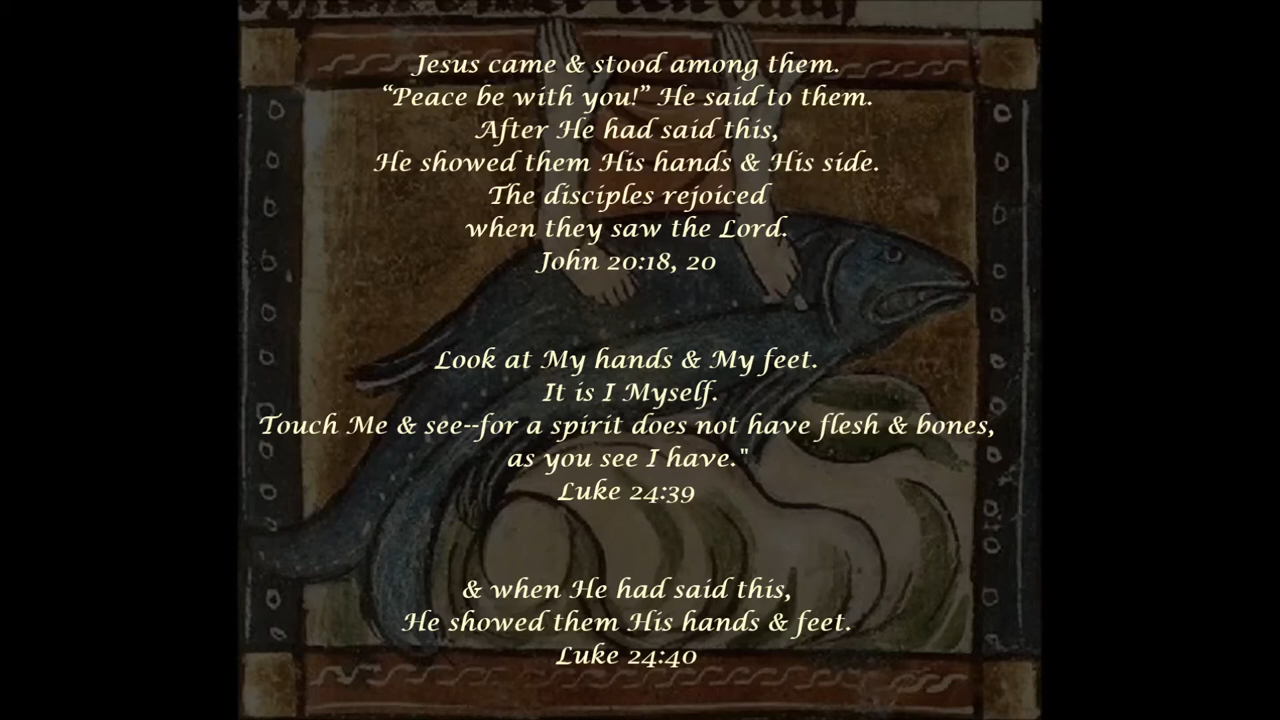 Jesus came & stood among them.
“Peace be with you!” He said to them.
After He had said this,
He showed them His hands & His side.
The disciples rejoiced
when they saw the Lord.
John 20:18, 20
Look at My hands & My feet.
It is I Myself.
Touch Me & see--for a spirit does not have flesh & bones,
as you see I have."
Luke 24:39
& when He had said this,
He showed them His hands & feet.
Luke 24:40